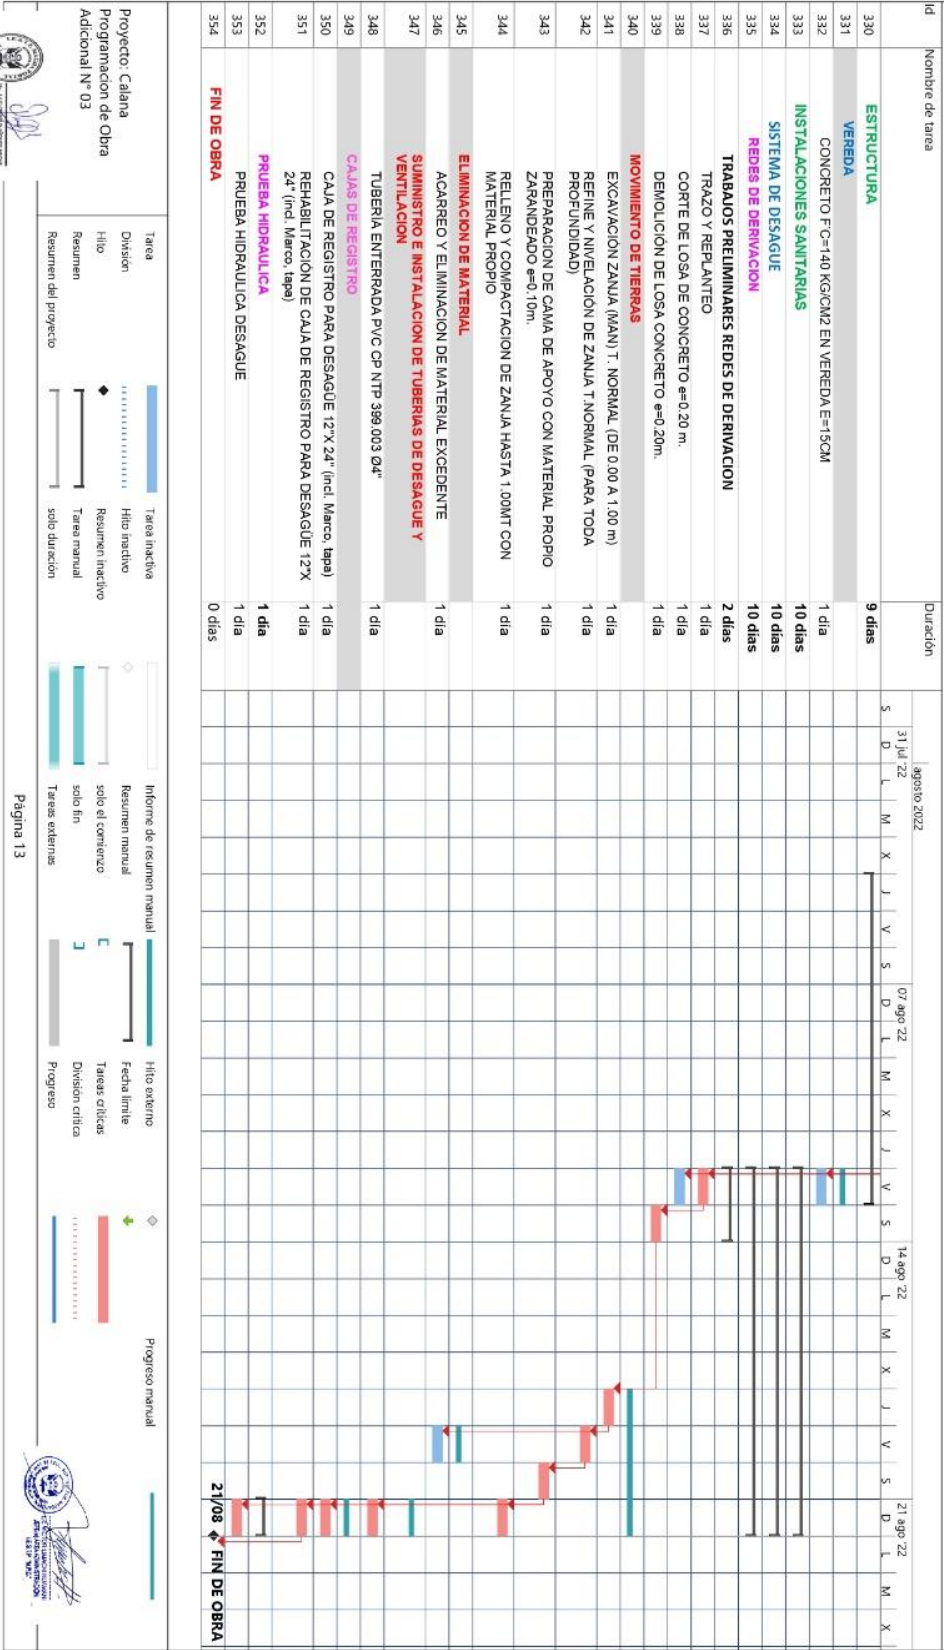 Id
Nombre de tarea
Duración
31 jul '22
agosto 2022
07 ago '22
14 ago '22
21 ago '22
S D L M X J V S D L M X J V S D L M X J V S D L M X
330 ESTRUCTURA 9 días
331 VEREDA
332 CONCRETO F'C=140 KG/CM2 EN VEREDA E=15CM 1 día
333 INSTALACIONES SANITARIAS 10 días
334 SISTEMA DE DESAGUE 10 días
335 REDES DE DERIVACION 10 días
336 TRABAJOS PRELIMINARES REDES DE DERIVACION 2 días
337 TRAZO Y REPLANTEO 1 día
338 CORTE DE LOSA DE CONCRETO e=0.20 m. 1 día
339 DEMOLICIÓN DE LOSA CONCRETO e=0.20m. 1 día
340 MOVIMIENTO DE TIERRAS
341 EXCAVACIÓN ZANJA (MAN) T. NORMAL (DE 0.00 A 1.00 m) 1 día
342 REFINE Y NIVELACIÓN DE ZANJA T.NORMAL (PARA TODA
PROFUNDIDAD) 1 día
343 PREPARACION DE CAMA DE APOYO CON MATERIAL PROPIO
ZARANDEADO e=0.10m. 1 día
344 RELLENO Y COMPACTACION DE ZANJA HASTA 1.00MT CON
MATERIAL PROPIO 1 día
345 ELIMINACION DE MATERIAL
346 ACARREO Y ELIMINACION DE MATERIAL EXCEDENTE 1 día
347 SUMINISTRO E INSTALACION DE TUBERIAS DE DESAGUE Y
VENTILACION
348 TUBERÍA ENTERRADA PVC CP NTP 399.003 Ø4" 1 día
349 CAJAS DE REGISTRO
350 CAJA DE REGISTRO PARA DESAGÜE 12"X 24" (incl. Marco, tapa) 1 día
351 REHABILITACIÓN DE CAJA DE REGISTRO PARA DESAGÜE 12"X
24" (incl. Marco, tapa) 1 día
352 PRUEBA HIDRAULICA 1 día
353 PRUEBA HIDRAULICA DESAGUE 1 día
354 FIN DE OBRA 0 días
21/08 FIN DE OBRA
Proyecto: Calana
Programacion de Obra
Adicional N° 03
Tarea
División
Hito
Resumen
Resumen del proyecto
Tarea inactiva
Hito inactivo
Resumen inactivo
Tarea manual
solo duración
Informe de resumen manual
Resumen manual
solo el comienzo
solo fin
Tareas externas
Hito externo
Fecha límite
Tareas críticas
División crítica
Progreso
Progreso manual
Página 13